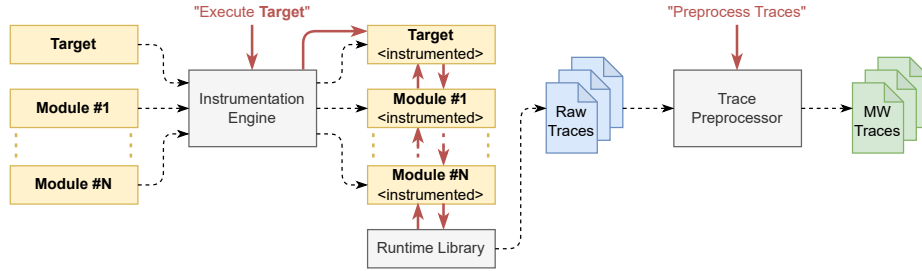 "Execute Target"
"Preprocess Traces"
Target
Module #1
Module #N
Instrumentation
Engine
Target
<instrumented>
Module #1
<instrumented>
Module #N
<instrumented>
Runtime Library
Raw
Traces
Trace
Preprocessor
MW
Traces